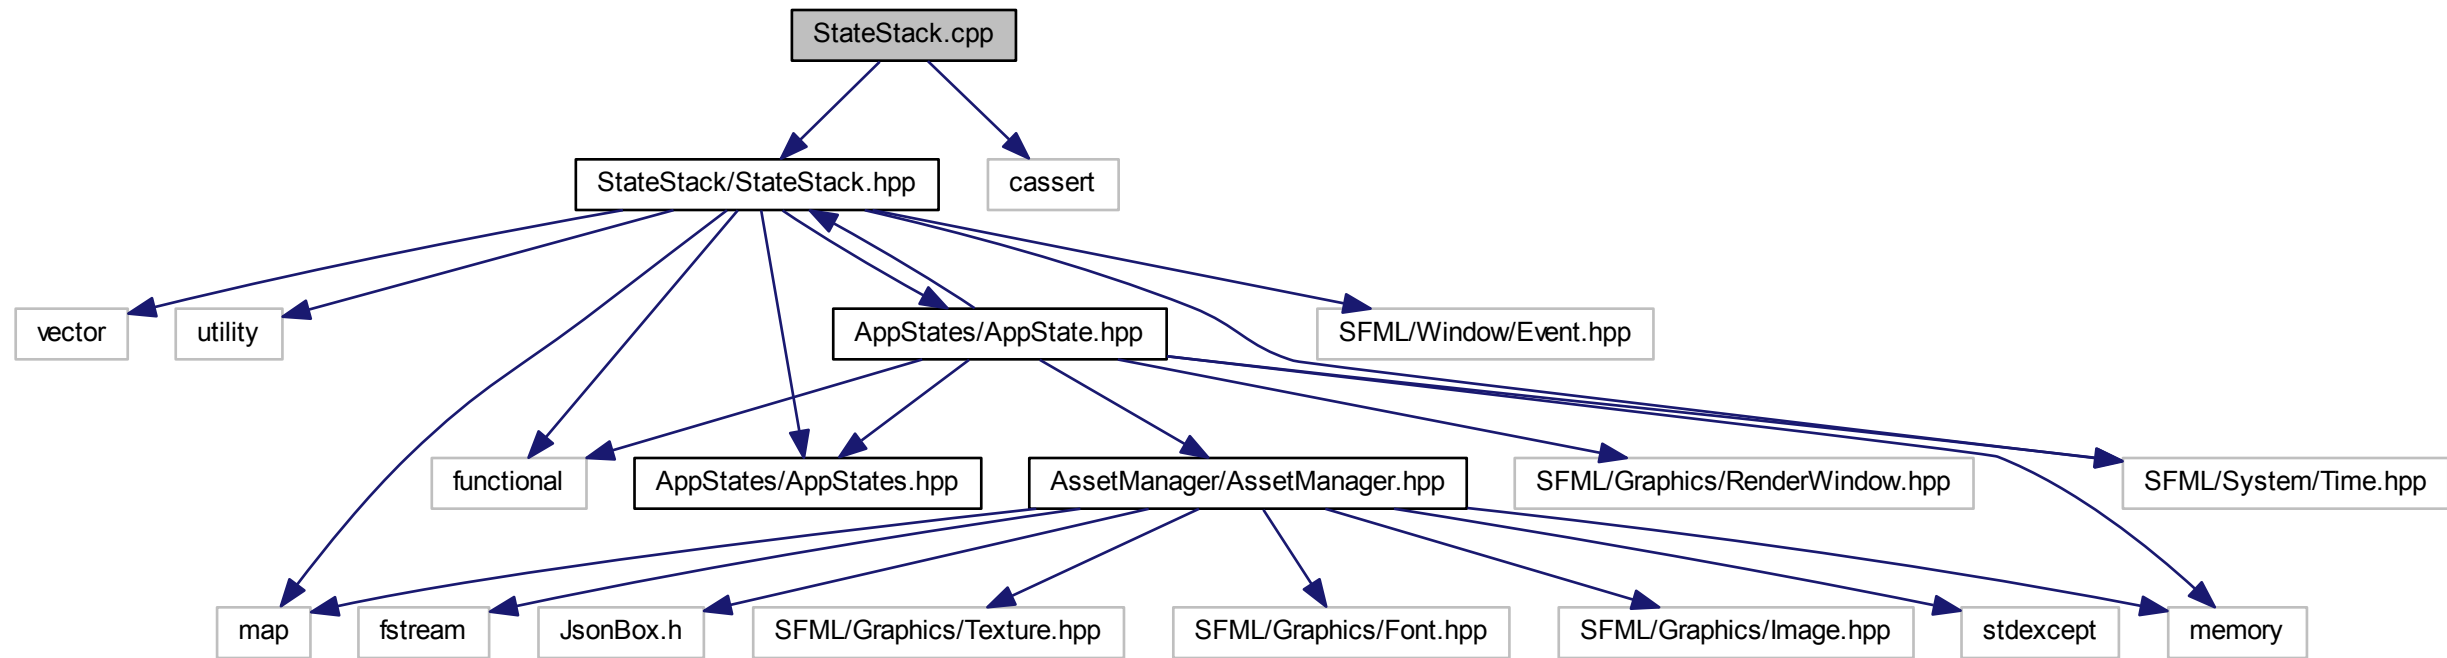 StateStack.cpp
StateStack/StateStack.hpp
cassert
vector
utility
AppStates/AppState.hpp
SFML/Window/Event.hpp
functional
AppStates/AppStates.hpp
AssetManager/AssetManager.hpp
SFML/Graphics/RenderWindow.hpp
SFML/System/Time.hpp
map
fstream
JsonBox.h
SFML/Graphics/Texture.hpp
SFML/Graphics/Font.hpp
SFML/Graphics/Image.hpp
stdexcept
memory